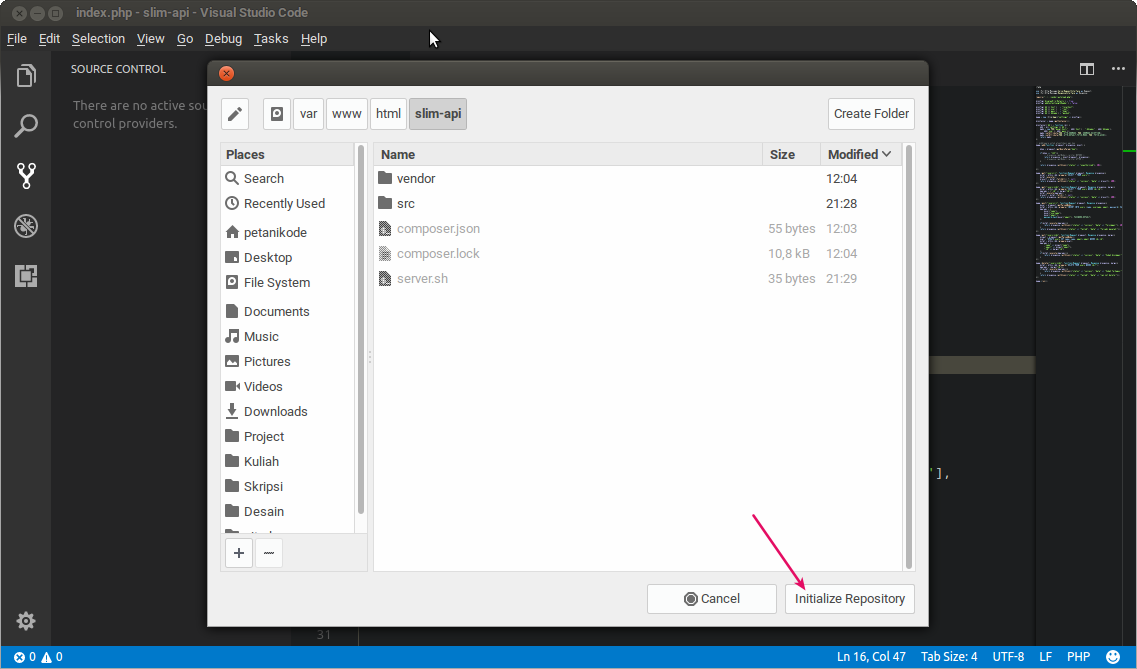 index.php - slim-api - Visual Studio Code
File Edit Selection View Go Debug Tasks Help
SOURCE CONTROL
There are no active sou
control providers.
var www html slim-api
Create Folder
Places
Search
Recently Used
petanikode
Desktop
File System
Documents
Music
Pictures
Videos
Downloads
Project
Kuliah
Skripsi
Desain
Name Size Modified
vendor 12:04
src 21:28
composer.json 55 bytes 12:03
composer.lock 10,8 kB 12:04
server.sh 35 bytes 21:29
'],
Cancel
Initialize Repository
31
0 0
Ln 16, Col 47 Tab Size: 4 UTF-8 LF PHP